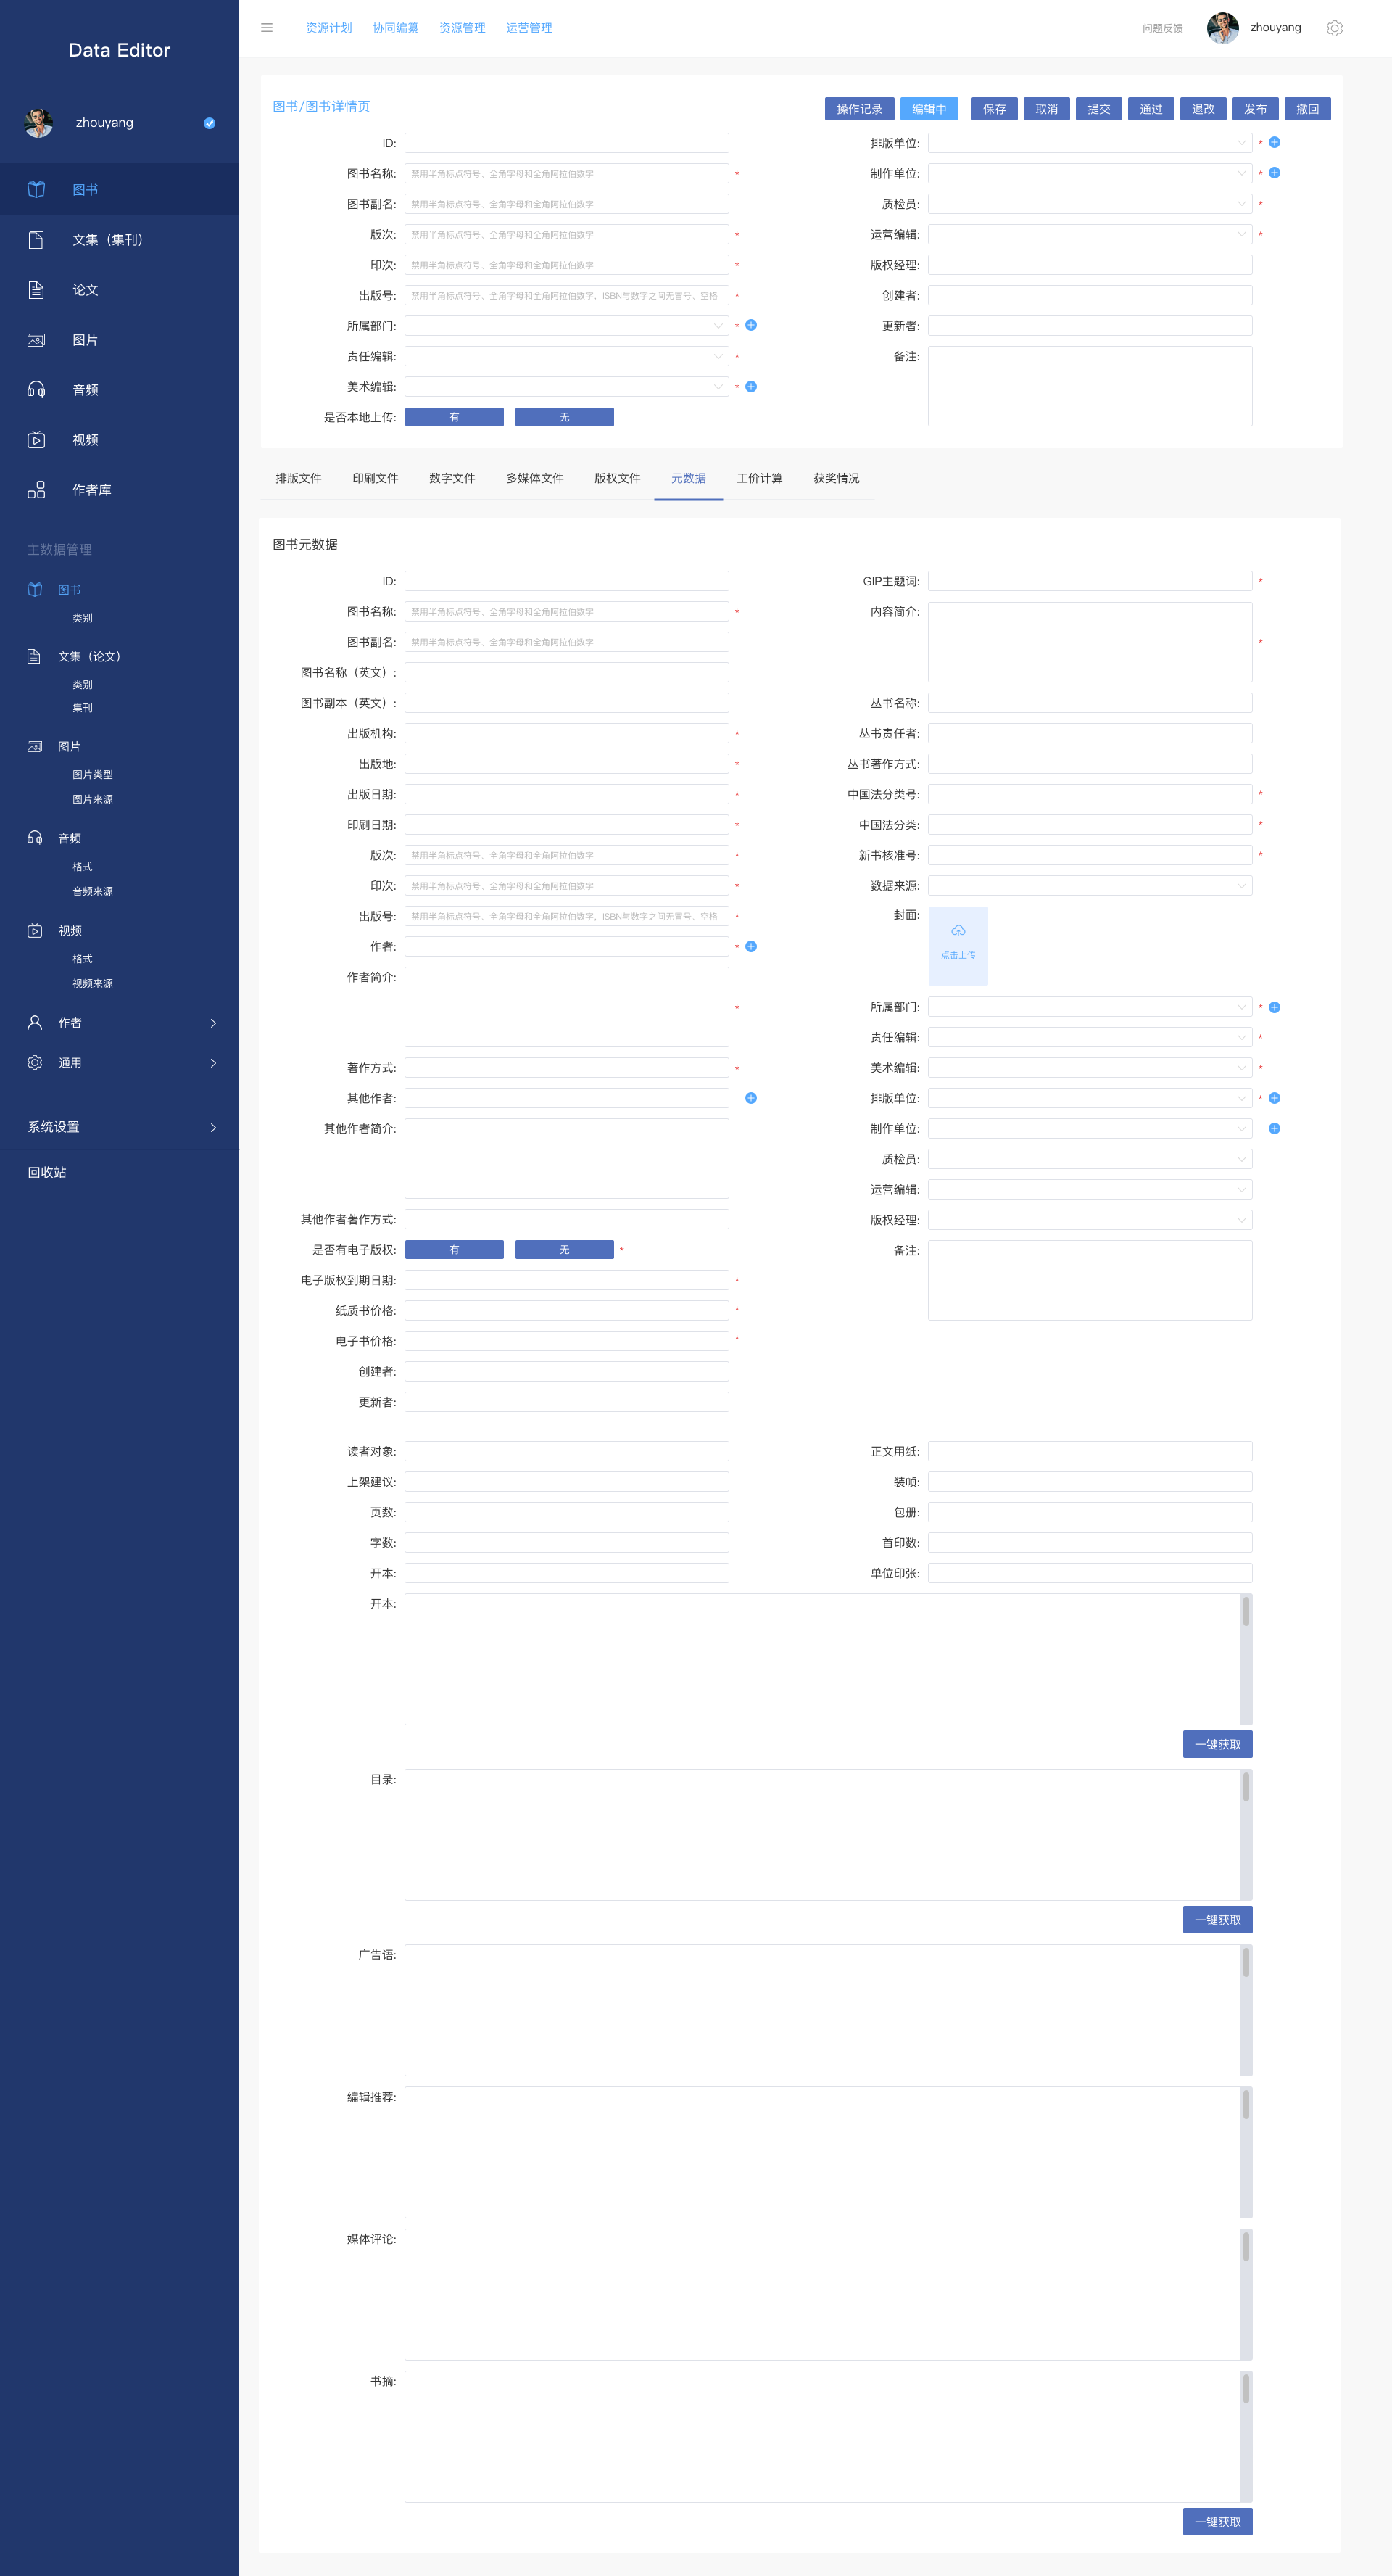 Data Editor
zhouyang
图书
文集（集刊）
论文
图片
音频
视频
作者库
主数据管理
图书
类别
文集（论文）
类别
集刊
图片
图片类型
图片来源
音频
格式
音频来源
视频
格式
视频来源
作者
通用
系统设置
回收站
资源计划 协同编纂 资源管理 运营管理
问题反馈 zhouyang
图书/图书详情页
操作记录 编辑中 保存 取消 提交 通过 退改 发布 撤回
ID:
图书名称: 禁用半角标点符号、全角字母和全角阿拉伯数字 *
图书副名: 禁用半角标点符号、全角字母和全角阿拉伯数字
版次: 禁用半角标点符号、全角字母和全角阿拉伯数字 *
印次: 禁用半角标点符号、全角字母和全角阿拉伯数字 *
出版号: 禁用半角标点符号、全角字母和全角阿拉伯数字，ISBN与数字之间无冒号、空格 *
所属部门: *
责任编辑: *
美术编辑: *
是否本地上传: 有 无
排版单位: *
制作单位: *
质检员: *
运营编辑: *
版权经理:
创建者:
更新者:
备注:
排版文件 印刷文件 数字文件 多媒体文件 版权文件 元数据 工价计算 获奖情况
图书元数据
ID:
图书名称: 禁用半角标点符号、全角字母和全角阿拉伯数字 *
图书副名: 禁用半角标点符号、全角字母和全角阿拉伯数字
图书名称（英文）:
图书副本（英文）:
出版机构: *
出版地: *
出版日期: *
印刷日期: *
版次: 禁用半角标点符号、全角字母和全角阿拉伯数字 *
印次: 禁用半角标点符号、全角字母和全角阿拉伯数字 *
出版号: 禁用半角标点符号、全角字母和全角阿拉伯数字，ISBN与数字之间无冒号、空格 *
作者: *
作者简介: *
著作方式: *
其他作者:
其他作者简介:
其他作者著作方式:
是否有电子版权: 有 无 *
电子版权到期日期: *
纸质书价格: *
电子书价格: *
创建者:
更新者:
GIP主题词: *
内容简介: *
丛书名称:
丛书责任者:
丛书著作方式:
中国法分类号: *
中国法分类: *
新书核准号: *
数据来源:
封面:
点击上传
所属部门: *
责任编辑: *
美术编辑: *
排版单位: *
制作单位:
质检员:
运营编辑:
版权经理:
备注:
读者对象:
上架建议:
页数:
字数:
开本:
正文用纸:
装帧:
包册:
首印数:
单位印张:
开本:
一键获取
目录:
一键获取
广告语:
编辑推荐:
媒体评论:
书摘:
一键获取